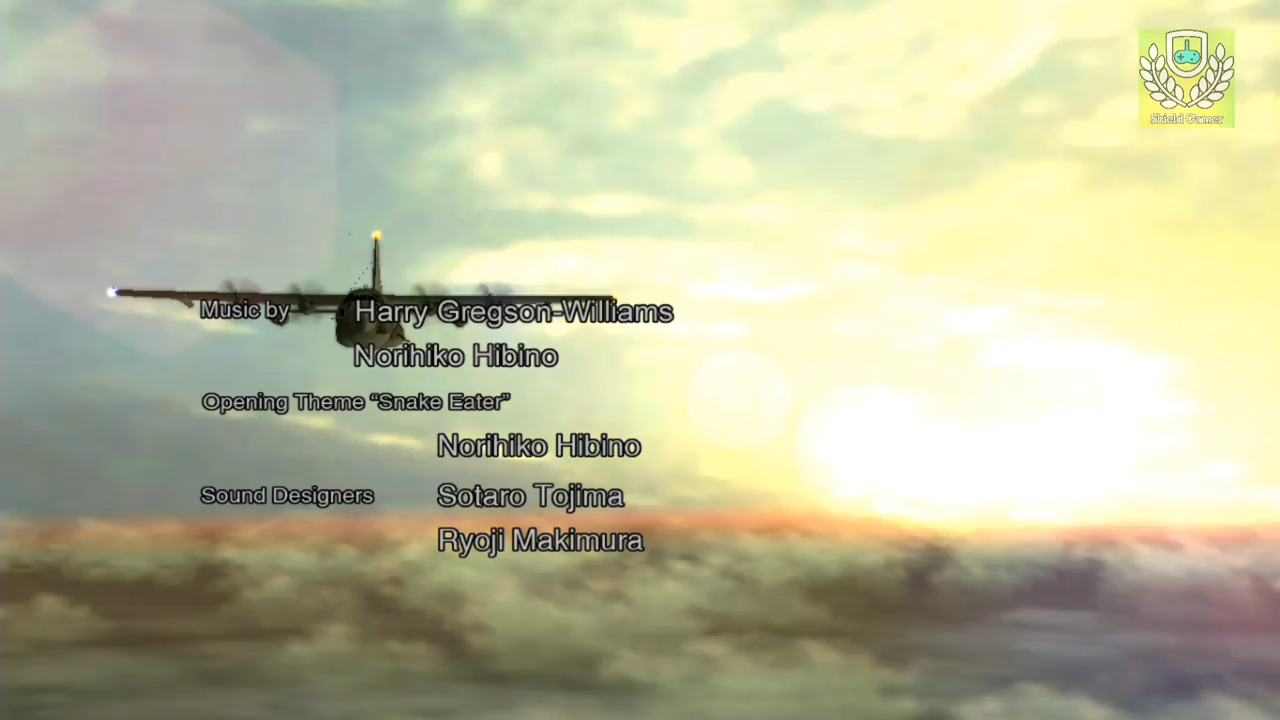 Shield Gamer
Music by Harry Gregson-Williams
Norihiko Hibino
Opening Theme “Snake Eater”
Norihiko Hibino
Sound Designers Sotaro Tojima
Ryoji Makimura